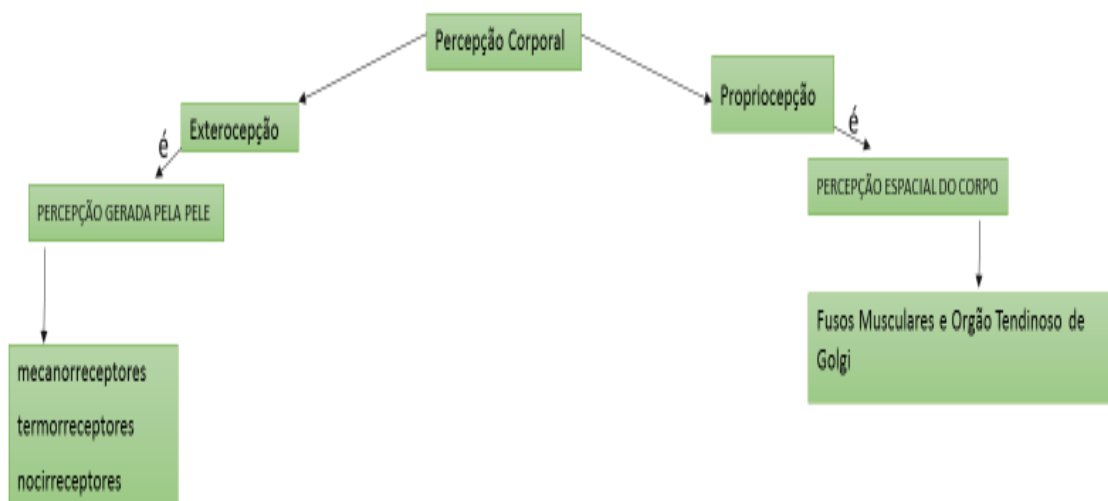 Percepção Corporal
Exterocepção
é
PERCEPÇÃO GERADA PELA PELE
mecanorreceptores
termorreceptores
nocirreceptores
Propriocepção
é
PERCEPÇÃO ESPACIAL DO CORPO
Fusos Musculares e Orgão Tendinoso de
Golgi